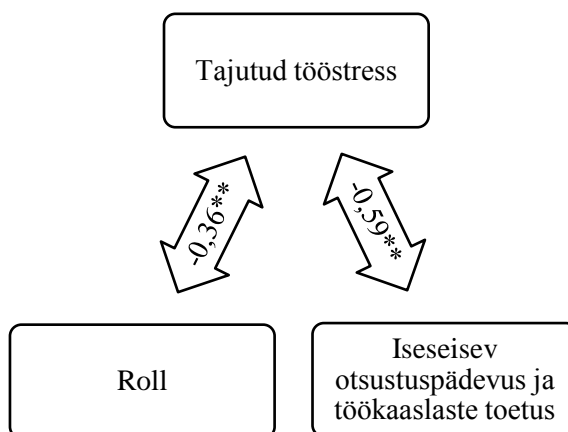 Tajutud tööstress
-0,36**
-0,59**
Roll
Iseseisev
otsustuspädevus ja
töökaaslaste toetus